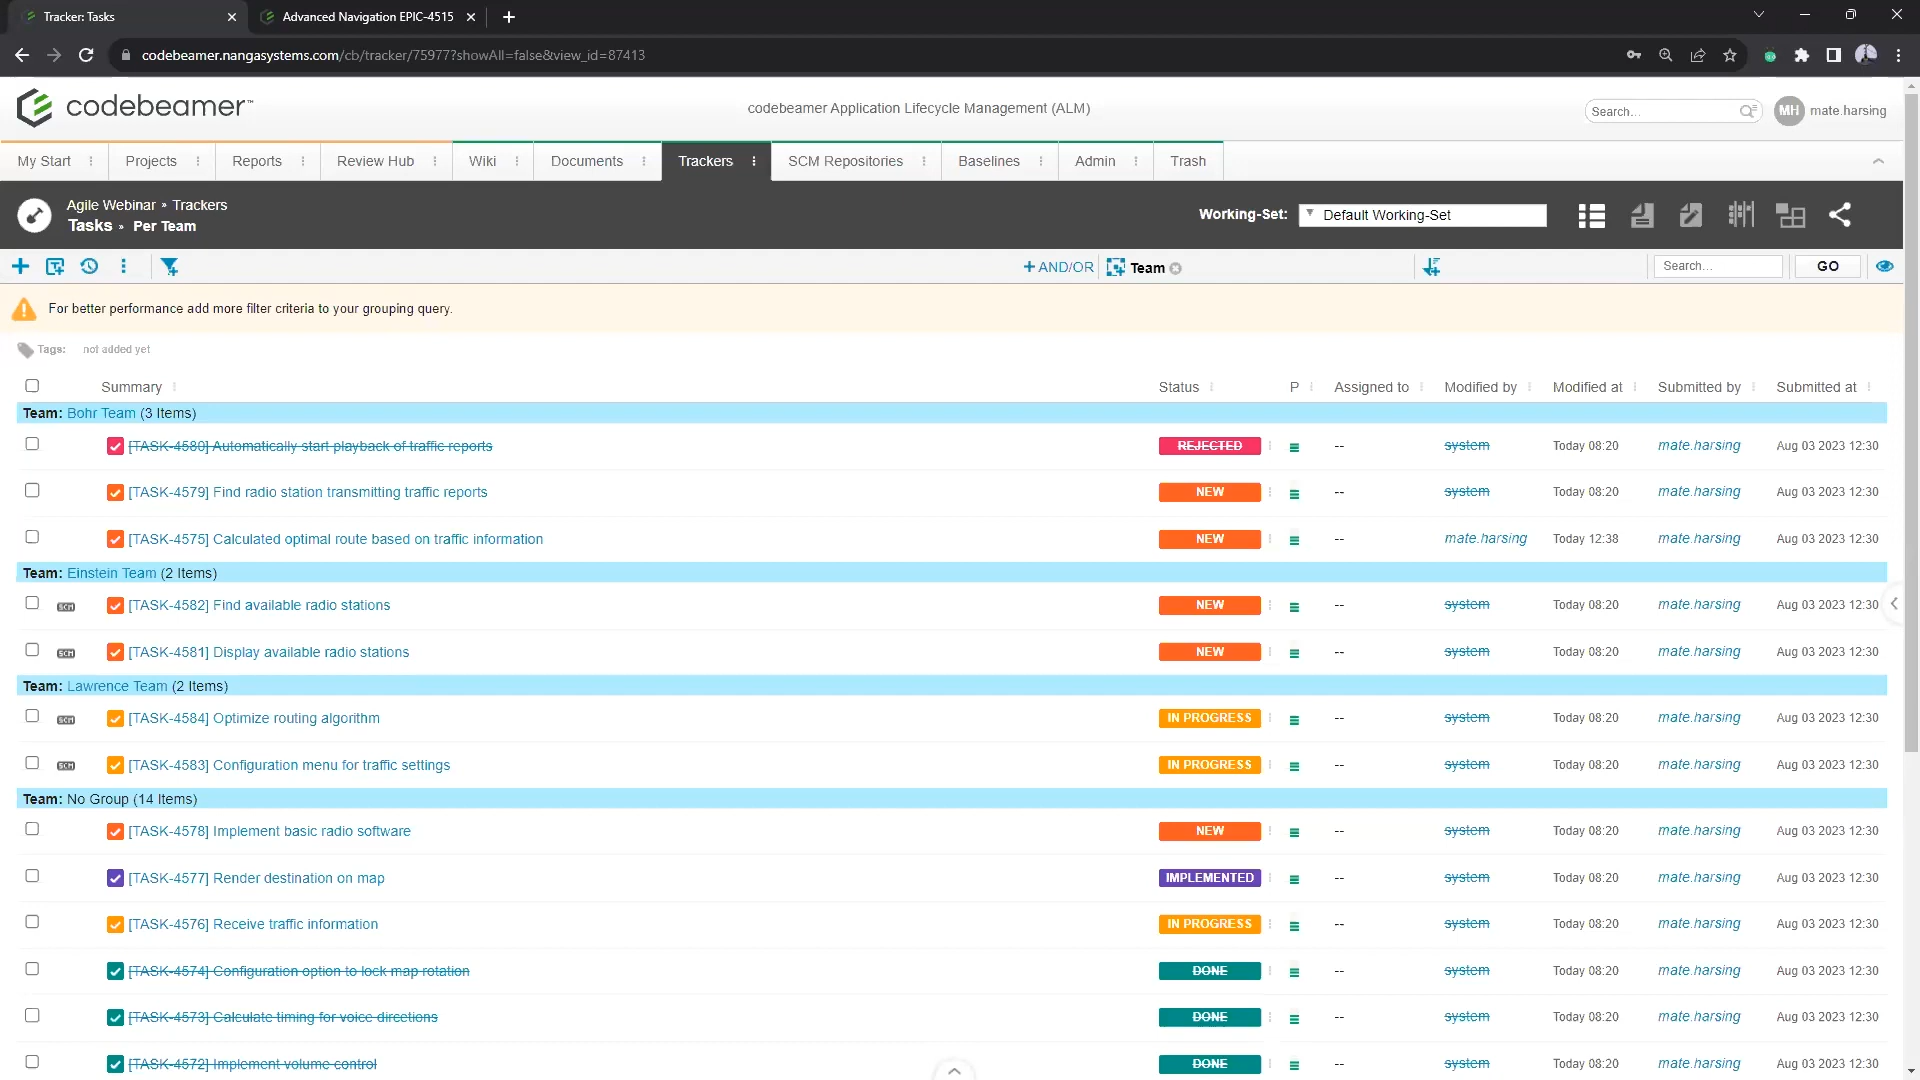 Tracker: Tasks
Advanced Navigation EPIC-4515
codebeamer.nangasystems.com/cb/tracker/75977?showAll=false&view_id=87413
codebeamer™
codebeamer Application Lifecycle Management (ALM)
Search...
MH mate.harsing
My Start Projects Reports Review Hub Wiki Documents Trackers SCM Repositories Baselines Admin Trash
Agile Webinar » Trackers
Tasks » Per Team
Working-Set: Default Working-Set
AND/OR Team Search... GO
For better performance add more filter criteria to your grouping query.
Tags: not added yet
Summary Status P Assigned to Modified by Modified at Submitted by Submitted at
Team: Bohr Team (3 Items)
[TASK-4580] Automatically start playback of traffic reports REJECTED -- system Today 08:20 mate.harsing Aug 03 2023 12:30
[TASK-4579] Find radio station transmitting traffic reports NEW -- system Today 08:20 mate.harsing Aug 03 2023 12:30
[TASK-4575] Calculated optimal route based on traffic information NEW -- mate.harsing Today 12:38 mate.harsing Aug 03 2023 12:30
Team: Einstein Team (2 Items)
SCM [TASK-4582] Find available radio stations NEW -- system Today 08:20 mate.harsing Aug 03 2023 12:30
SCM [TASK-4581] Display available radio stations NEW -- system Today 08:20 mate.harsing Aug 03 2023 12:30
Team: Lawrence Team (2 Items)
SCM [TASK-4584] Optimize routing algorithm IN PROGRESS -- system Today 08:20 mate.harsing Aug 03 2023 12:30
SCM [TASK-4583] Configuration menu for traffic settings IN PROGRESS -- system Today 08:20 mate.harsing Aug 03 2023 12:30
Team: No Group (14 Items)
[TASK-4578] Implement basic radio software NEW -- system Today 08:20 mate.harsing Aug 03 2023 12:30
[TASK-4577] Render destination on map IMPLEMENTED -- system Today 08:20 mate.harsing Aug 03 2023 12:30
[TASK-4576] Receive traffic information IN PROGRESS -- system Today 08:20 mate.harsing Aug 03 2023 12:30
[TASK-4574] Configuration option to lock map rotation DONE -- system Today 08:20 mate.harsing Aug 03 2023 12:30
[TASK-4573] Calculate timing for voice dircetions DONE -- system Today 08:20 mate.harsing Aug 03 2023 12:30
[TASK-4572] Implement volume control DONE -- system Today 08:20 mate.harsing Aug 03 2023 12:30